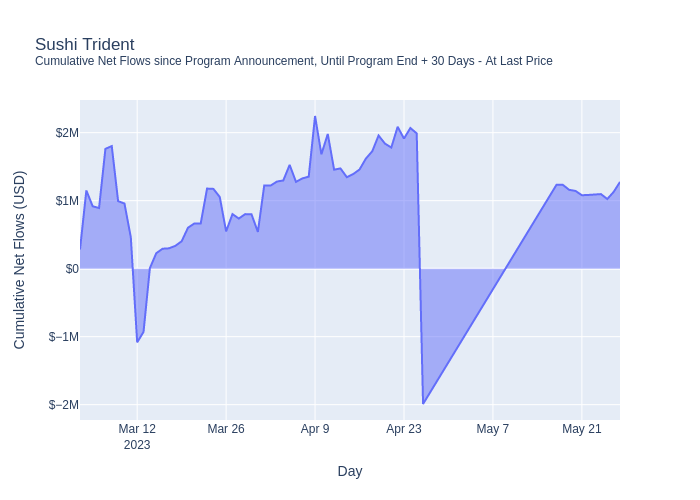 Sushi Trident
Cumulative Net Flows since Program Announcement, Until Program End + 30 Days - At Last Price
Cumulative Net Flows (USD)
$2M
$1M
$0
$−1M
$−2M
Mar 12 Mar 26 Apr 9 Apr 23 May 7 May 21
2023
Day